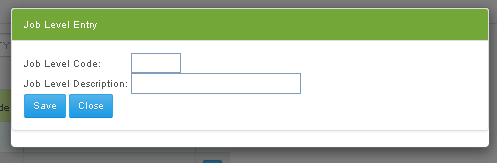 Job Level Entry
Job Level Code:
Job Level Description:
Save Close